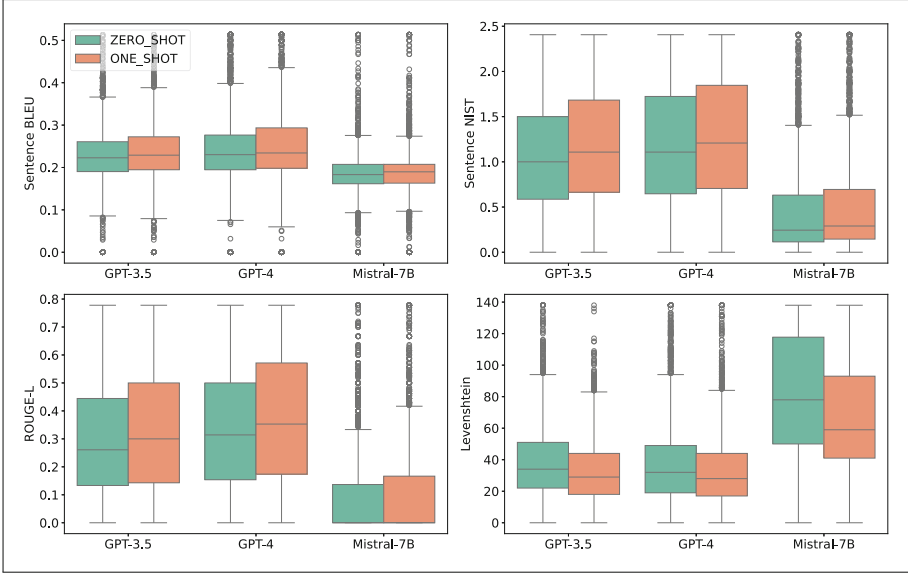 0.5
0.4
0.3
0.2
0.1
0.0
Sentence BLEU
ZERO_SHOT
ONE_SHOT
GPT-3.5 GPT-4 Mistral-7B
2.5
2.0
1.5
1.0
0.5
0.0
Sentence NIST
GPT-3.5 GPT-4 Mistral-7B
0.8
0.7
0.6
0.5
0.4
0.3
0.2
0.1
0.0
ROUGE-L
GPT-3.5 GPT-4 Mistral-7B
140
120
100
80
60
40
20
0
Levenshtein
GPT-3.5 GPT-4 Mistral-7B